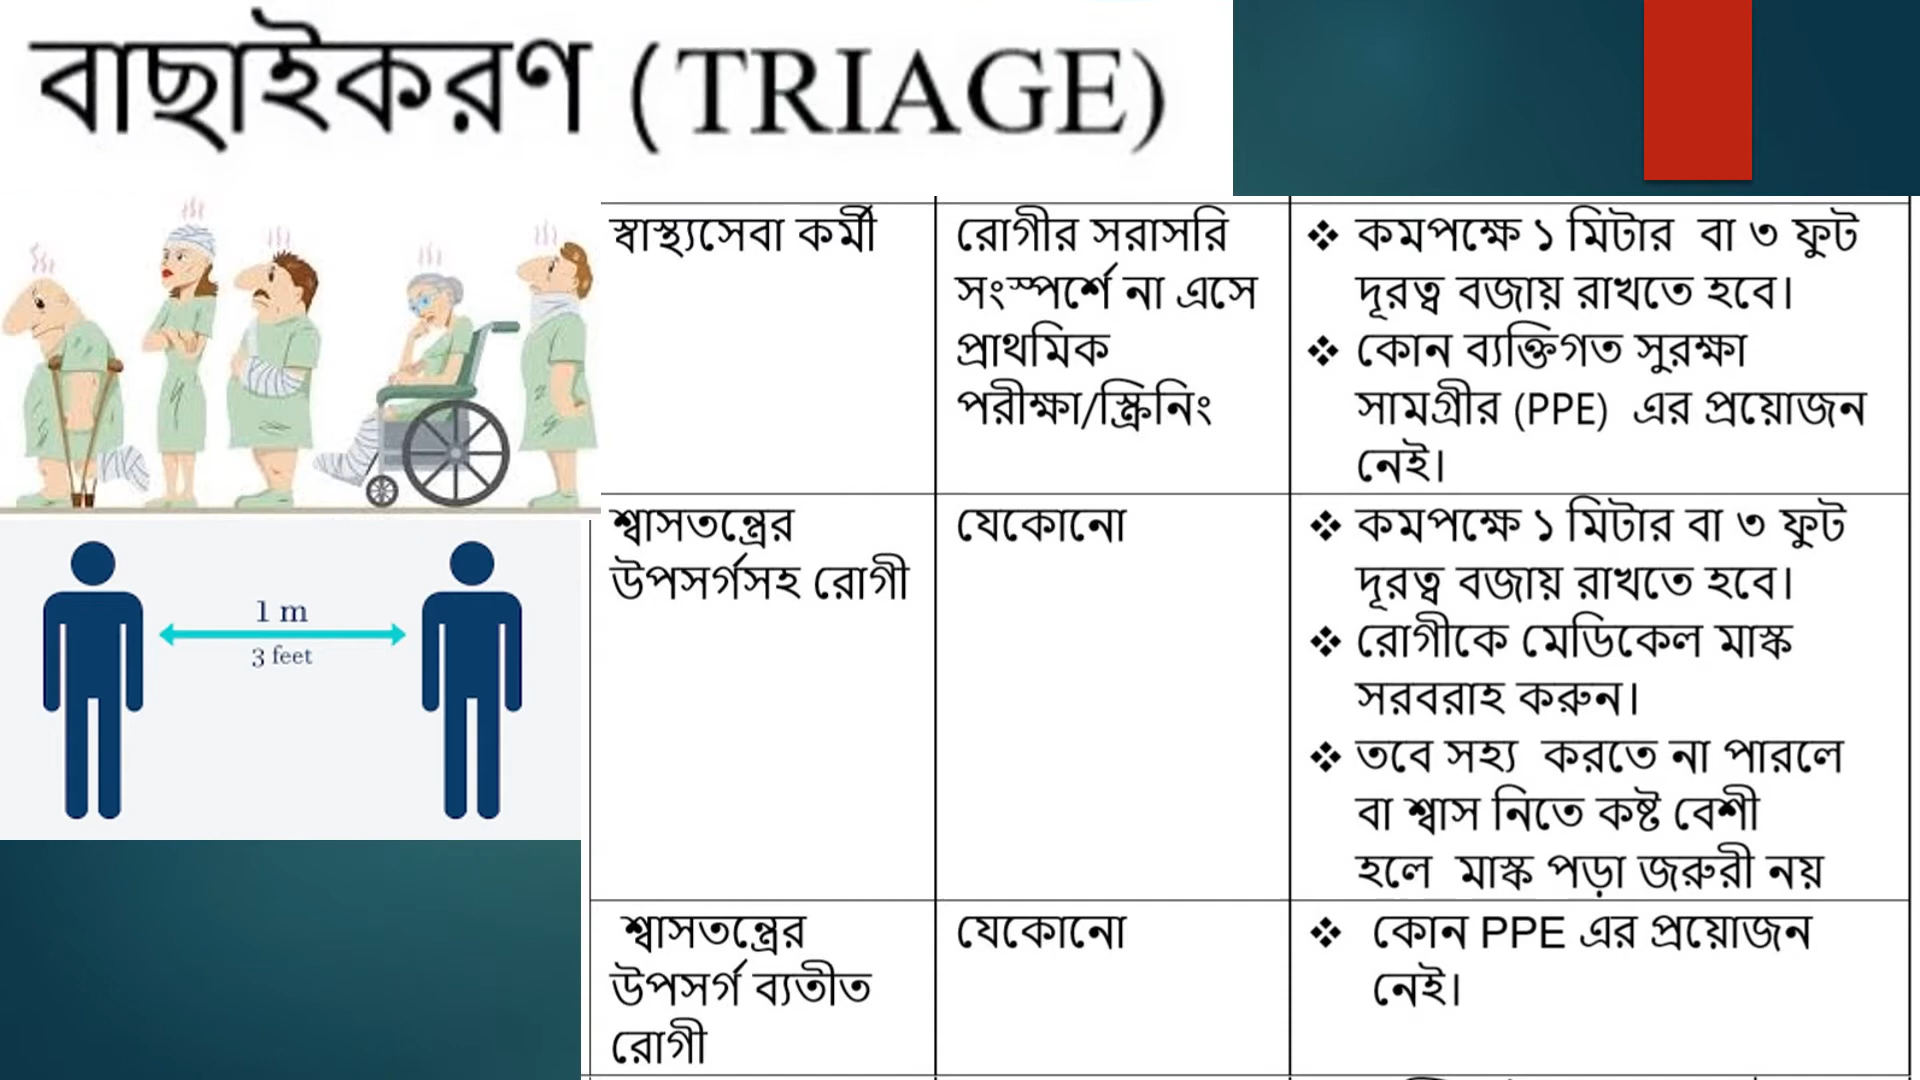 বাছাইকরণ (TRIAGE)
স্বাস্থ্যসেবা কর্মী
রোগীর সরাসরি
সংস্পর্শে না এসে
প্রাথমিক
পরীক্ষা/স্ক্রিনিং
❖ কমপক্ষে ১ মিটার বা ৩ ফুট
দূরত্ব বজায় রাখতে হবে।
❖ কোন ব্যক্তিগত সুরক্ষা
সামগ্রীর (PPE) এর প্রয়োজন
নেই।
1 m
3 feet
শ্বাসতন্ত্রের
উপসর্গসহ রোগী
যেকোনো
❖ কমপক্ষে ১ মিটার বা ৩ ফুট
দূরত্ব বজায় রাখতে হবে।
❖ রোগীকে মেডিকেল মাস্ক
সরবরাহ করুন।
❖ তবে সহ্য করতে না পারলে
বা শ্বাস নিতে কষ্ট বেশী
হলে মাস্ক পড়া জরুরী নয়
শ্বাসতন্ত্রের
উপসর্গ ব্যতীত
রোগী
যেকোনো
❖ কোন PPE এর প্রয়োজন
নেই।